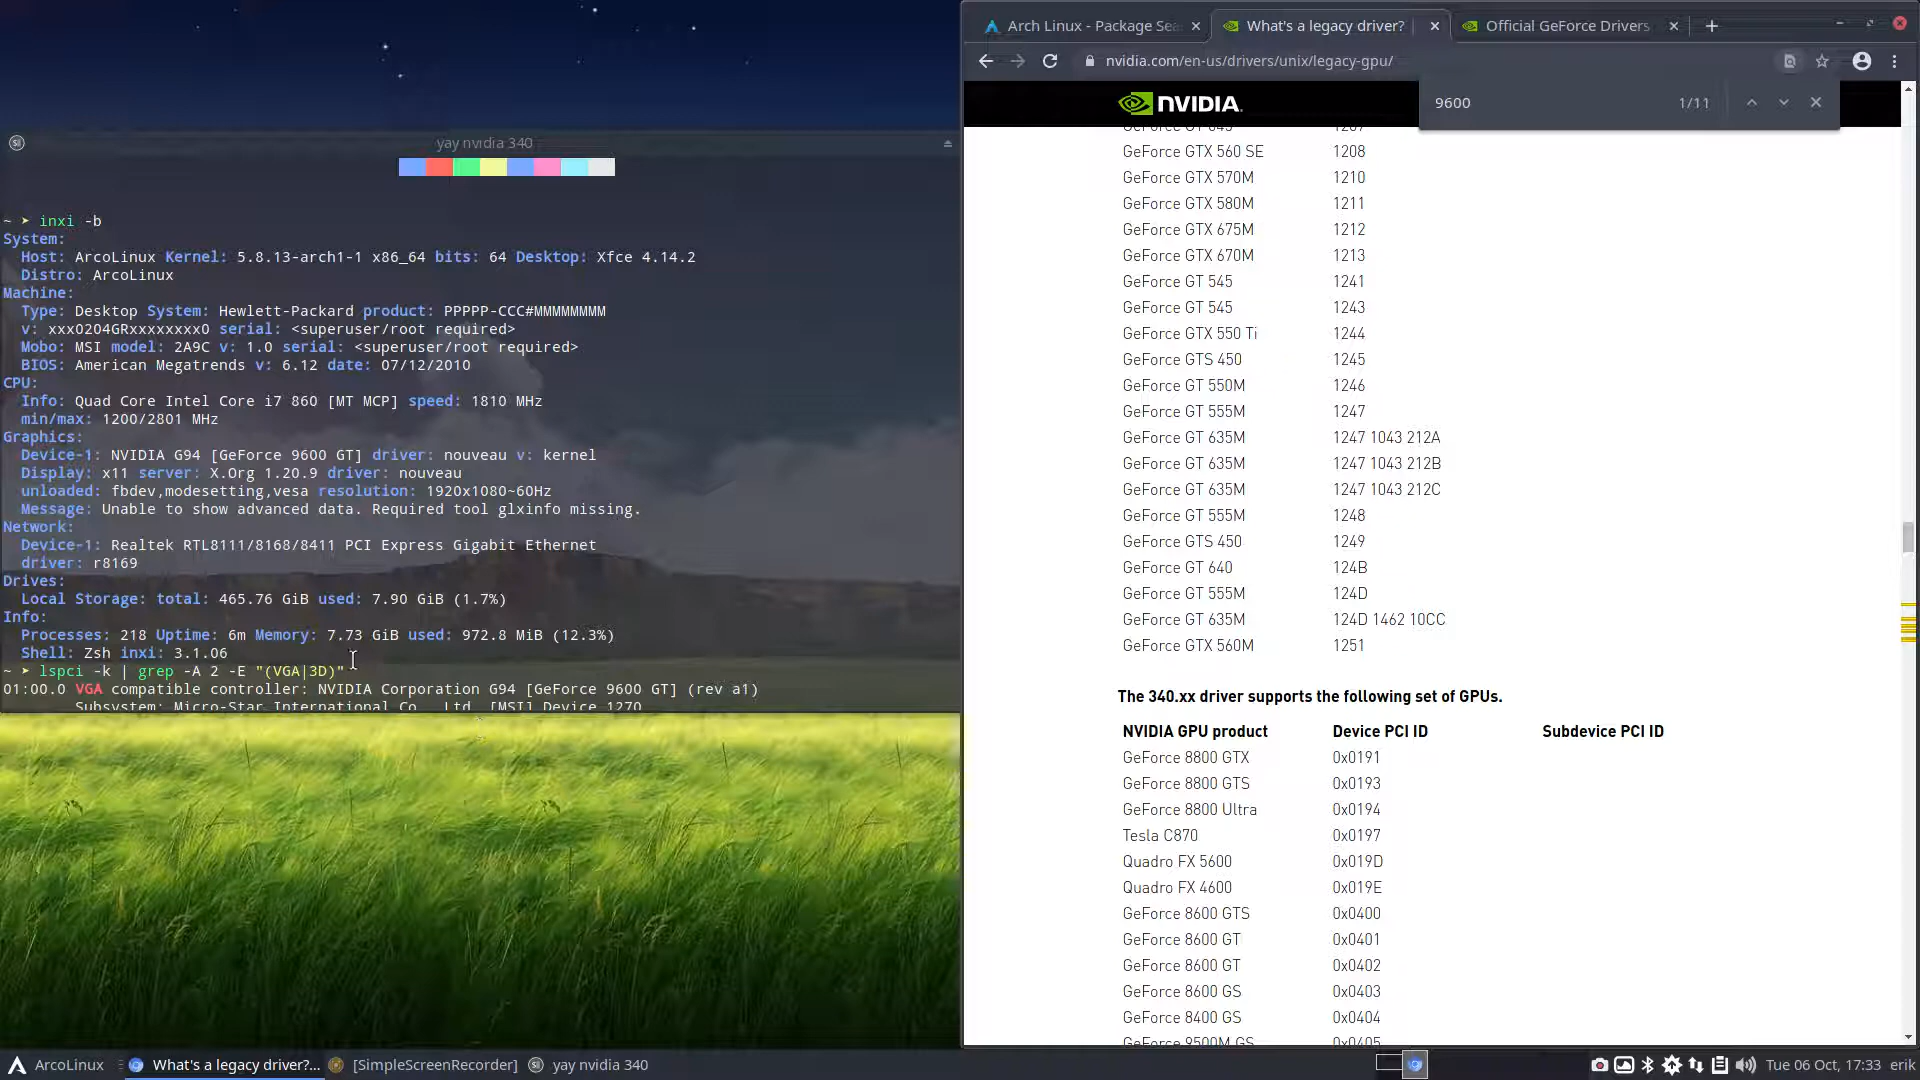 yay nvidia 340
~ ➤ inxi -b
System:
Host: ArcoLinux Kernel: 5.8.13-arch1-1 x86_64 bits: 64 Desktop: Xfce 4.14.2
Distro: ArcoLinux
Machine:
Type: Desktop System: Hewlett-Packard product: PPPPP-CCC#MMMMMMMM
v: xxx0204GRxxxxxxxx0 serial: <superuser/root required>
Mobo: MSI model: 2A9C v: 1.0 serial: <superuser/root required>
BIOS: American Megatrends v: 6.12 date: 07/12/2010
CPU:
Info: Quad Core Intel Core i7 860 [MT MCP] speed: 1810 MHz
min/max: 1200/2801 MHz
Graphics:
Device-1: NVIDIA G94 [GeForce 9600 GT] driver: nouveau v: kernel
Display: x11 server: X.Org 1.20.9 driver: nouveau
unloaded: fbdev,modesetting,vesa resolution: 1920x1080~60Hz
Message: Unable to show advanced data. Required tool glxinfo missing.
Network:
Device-1: Realtek RTL8111/8168/8411 PCI Express Gigabit Ethernet
driver: r8169
Drives:
Local Storage: total: 465.76 GiB used: 7.90 GiB (1.7%)
Info:
Processes: 218 Uptime: 6m Memory: 7.73 GiB used: 972.8 MiB (12.3%)
Shell: Zsh inxi: 3.1.06
~ ➤ lspci -k | grep -A 2 -E "(VGA|3D)"
01:00.0 VGA compatible controller: NVIDIA Corporation G94 [GeForce 9600 GT] (rev a1)
Subsystem: Micro-Star International Co., Ltd. [MSI] Device 1270
Arch Linux - Package Sea
What's a legacy driver?
Official GeForce Drivers
nvidia.com/en-us/drivers/unix/legacy-gpu/
NVIDIA.
9600 1/11
GeForce GT 645 1207
GeForce GTX 560 SE 1208
GeForce GTX 570M 1210
GeForce GTX 580M 1211
GeForce GTX 675M 1212
GeForce GTX 670M 1213
GeForce GT 545 1241
GeForce GT 545 1243
GeForce GTX 550 Ti 1244
GeForce GTS 450 1245
GeForce GT 550M 1246
GeForce GT 555M 1247
GeForce GT 635M 1247 1043 212A
GeForce GT 635M 1247 1043 212B
GeForce GT 635M 1247 1043 212C
GeForce GT 555M 1248
GeForce GTS 450 1249
GeForce GT 640 124B
GeForce GT 555M 124D
GeForce GT 635M 124D 1462 10CC
GeForce GTX 560M 1251
The 340.xx driver supports the following set of GPUs.
NVIDIA GPU product Device PCI ID Subdevice PCI ID
GeForce 8800 GTX 0x0191
GeForce 8800 GTS 0x0193
GeForce 8800 Ultra 0x0194
Tesla C870 0x0197
Quadro FX 5600 0x019D
Quadro FX 4600 0x019E
GeForce 8600 GTS 0x0400
GeForce 8600 GT 0x0401
GeForce 8600 GT 0x0402
GeForce 8600 GS 0x0403
GeForce 8400 GS 0x0404
GeForce 9500M GS 0x0405
ArcoLinux What's a legacy driver?... [SimpleScreenRecorder] yay nvidia 340 Tue 06 Oct, 17:33 erik